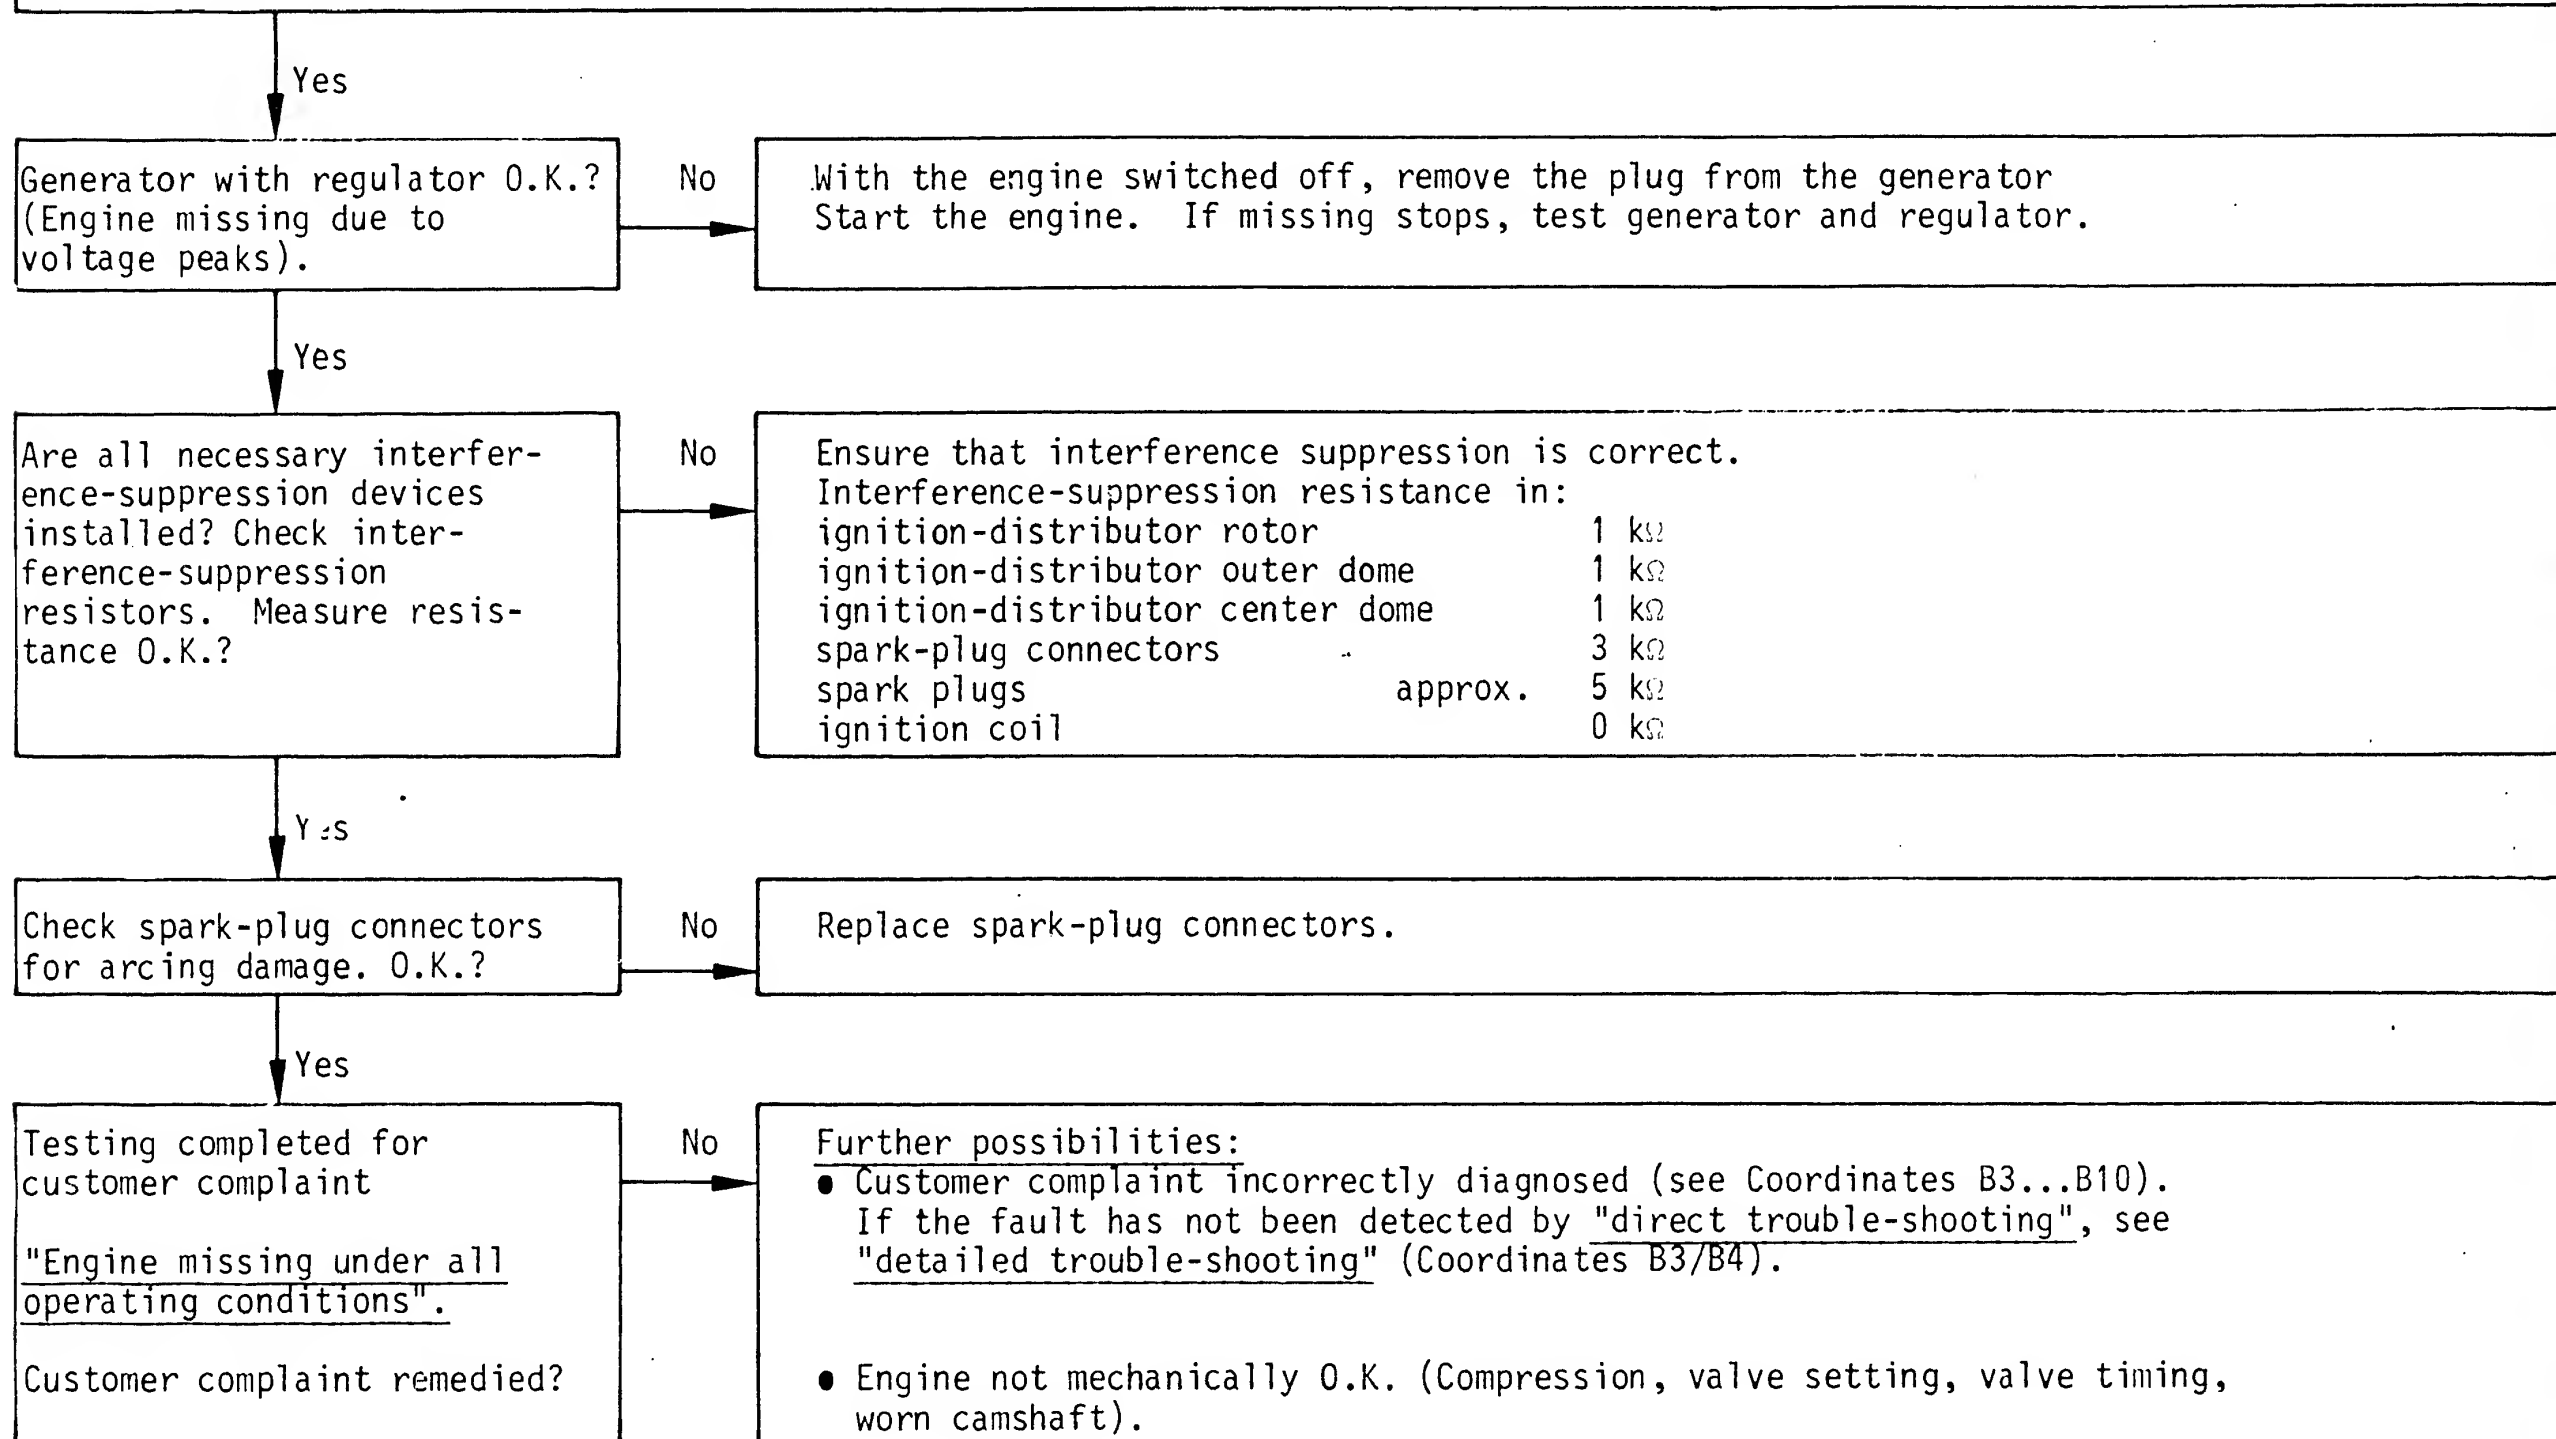 Yes
Generator with regulator O.K.?
(Engine missing due to
voltage peaks).
No
With the engine switched off, remove the plug from the generator
Start the engine.  If missing stops, test generator and regulator.
Yes
Are all necessary interfer-
ence-suppression devices
installed? Check inter-
ference-suppression
resistors.  Measure resis-
tance O.K.?
No
Ensure that interference suppression is correct.
Interference-suppression resistance in:
ignition-distributor rotor 1 kΩ
ignition-distributor outer dome 1 kΩ
ignition-distributor center dome 1 kΩ
spark-plug connectors 3 kΩ
spark plugs approx. 5 kΩ
ignition coil 0 kΩ
Yes
Check spark-plug connectors
for arcing damage. O.K.?
No
Replace spark-plug connectors.
Yes
Testing completed for
customer complaint
"Engine missing under all
operating conditions".
Customer complaint remedied?
No
Further possibilities:
● Customer complaint incorrectly diagnosed (see Coordinates B3...B10).
If the fault has not been detected by "direct trouble-shooting", see
"detailed trouble-shooting" (Coordinates B3/B4).
● Engine not mechanically O.K. (Compression, valve setting, valve timing,
worn camshaft).